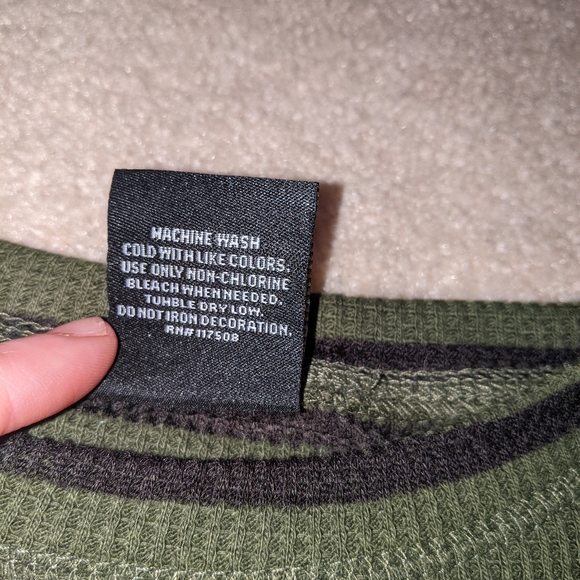 MACHINE WASH
COLD WITH LIKE COLORS.
USE ONLY NON-CHLORINE
BLEACH WHEN NEEDED.
TUMBLE DRY LOW.
DO NOT IRON DECORATION.
RN# 117508